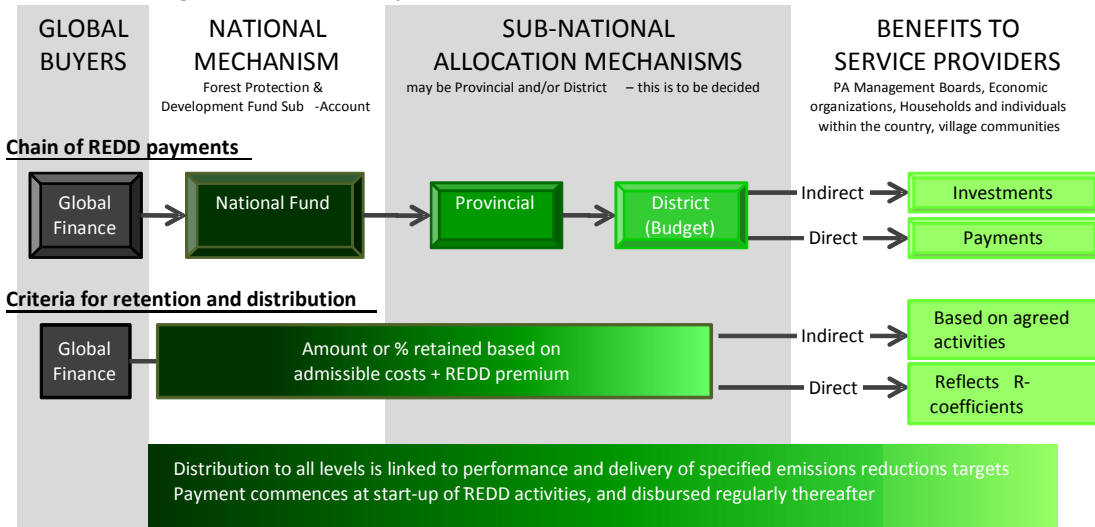 GLOBAL
BUYERS
NATIONAL
MECHANISM
Forest Protection &
Development Fund Sub -Account
SUB-NATIONAL
ALLOCATION MECHANISMS
may be Provincial and/or District – this is to be decided
BENEFITS TO
SERVICE PROVIDERS
PA Management Boards, Economic
organizations, Households and individuals
within the country, village communities
Chain of REDD payments
Global
Finance
National Fund
Provincial
District
(Budget)
Indirect
Investments
Direct
Payments
Criteria for retention and distribution
Global
Finance
Amount or % retained based on
admissible costs + REDD premium
Indirect
Based on agreed
activities
Direct
Reflects R-
coefficients
Distribution to all levels is linked to performance and delivery of specified emissions reductions targets
Payment commences at start-up of REDD activities, and disbursed regularly thereafter